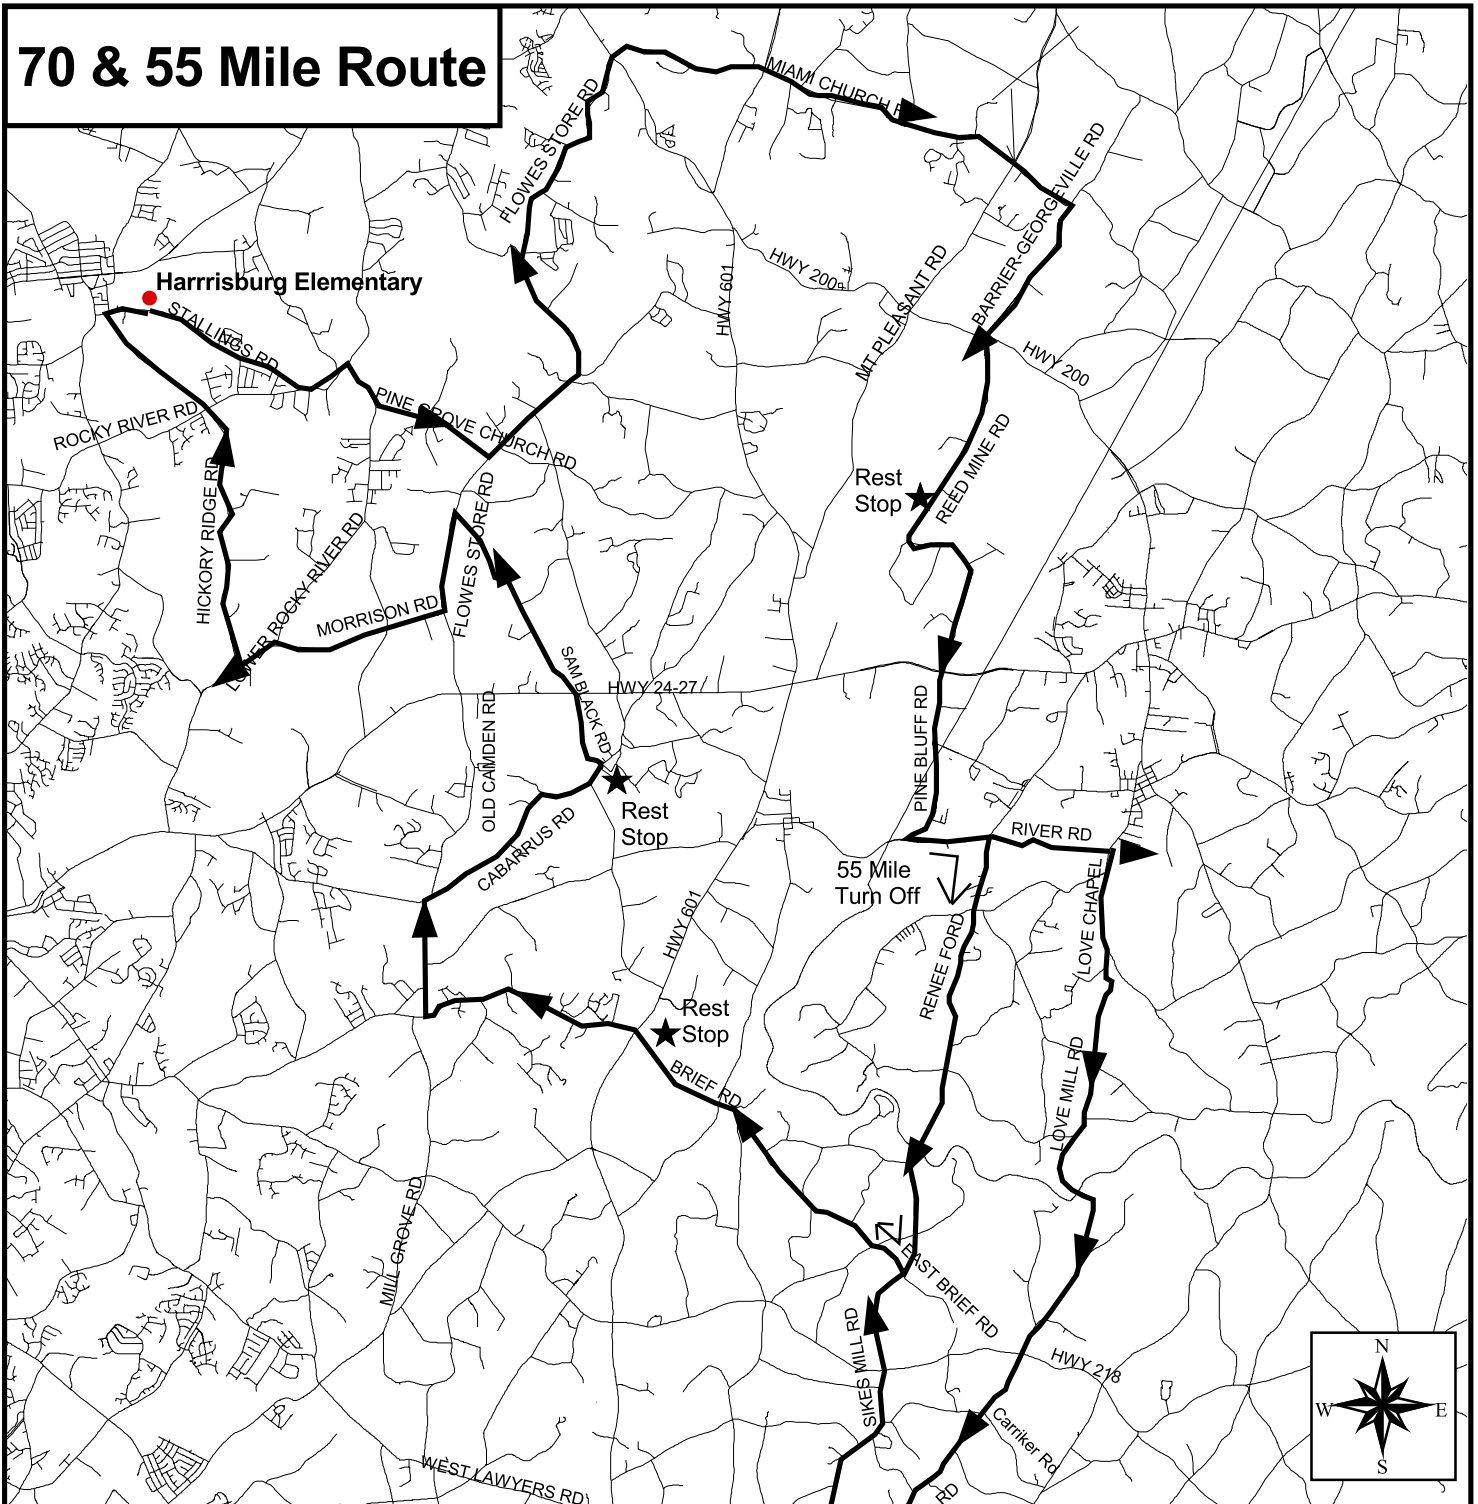 70 & 55 Mile Route
MIAMI CHURCH R
FLOWES STORE RD
BARRIER-GEORGEVILLE RD
HWY 200
HWY 601
MT PLEASANT RD
Harrrisburg Elementary
STALLINGS RD
HWY 200
PINE GROVE CHURCH RD
ROCKY RIVER RD
REED MINE RD
Rest
Stop
HICKORY RIDGE RD
LOWER ROCKY RIVER RD
FLOWES STORE RD
MORRISON RD
SAM BLACK RD
HWY 24-27
OLD CAMDEN RD
PINE BLUFF RD
Rest
Stop
CABARRUS RD
RIVER RD
55 Mile
Turn Off
LOVE CHAPEL
RENEE FORD
HWY 601
Rest
Stop
BRIEF RD
LOVE MILL RD
MILL GROVE RD
EAST BRIEF RD
SIKES MILL RD
HWY 218
Carriker Rd
WEST LAWYERS RD
RD
N
W
E
S